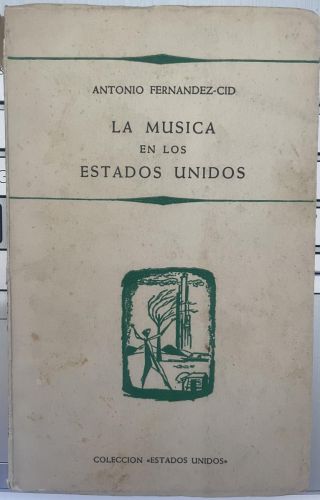 ANTONIO FERNANDEZ-CID
LA MUSICA
EN LOS
ESTADOS UNIDOS
COLECCION «ESTADOS UNIDOS»